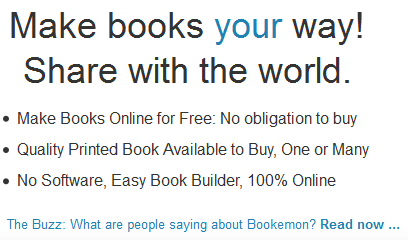 Make books your way!
Share with the world.
• Make Books Online for Free: No obligation to buy
• Quality Printed Book Available to Buy, One or Many
• No Software, Easy Book Builder, 100% Online
The Buzz: What are people saying about Bookemon? Read now ...